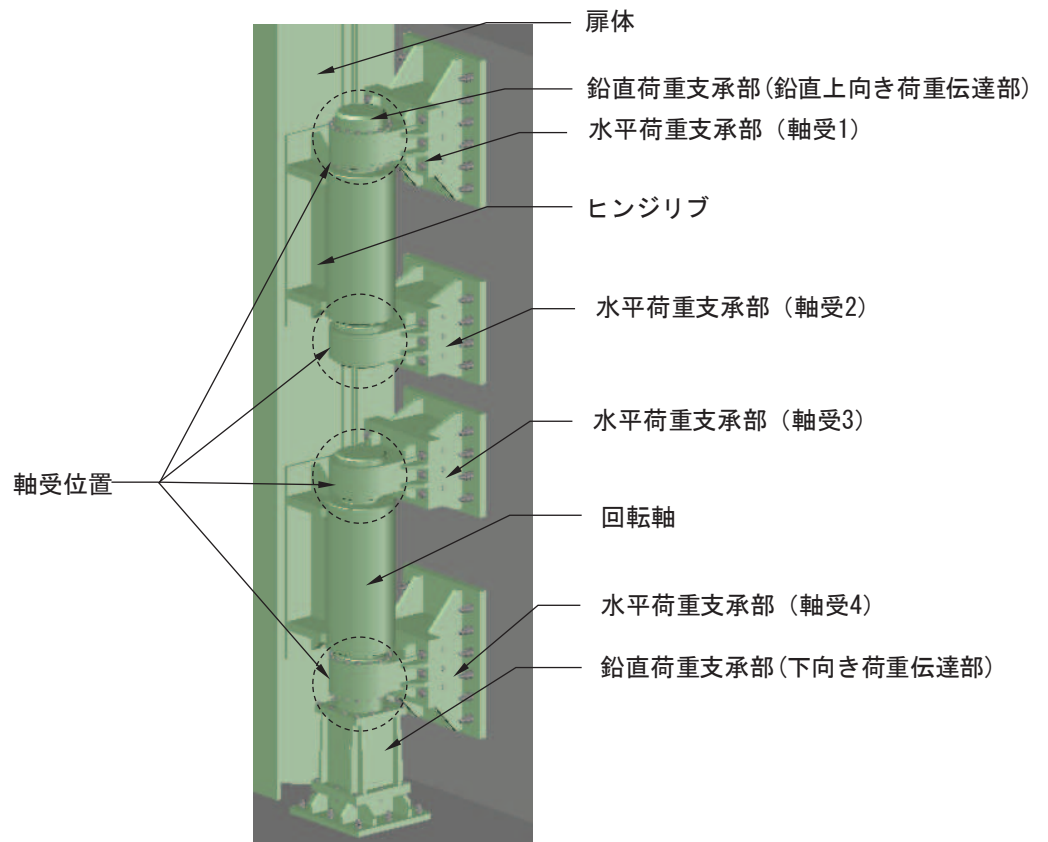 扉体
鉛直荷重支承部(鉛直上向き荷重伝達部)
水平荷重支承部（軸受1）
ヒンジリブ
水平荷重支承部（軸受2）
水平荷重支承部（軸受3）
軸受位置
回転軸
水平荷重支承部（軸受4）
鉛直荷重支承部(下向き荷重伝達部)